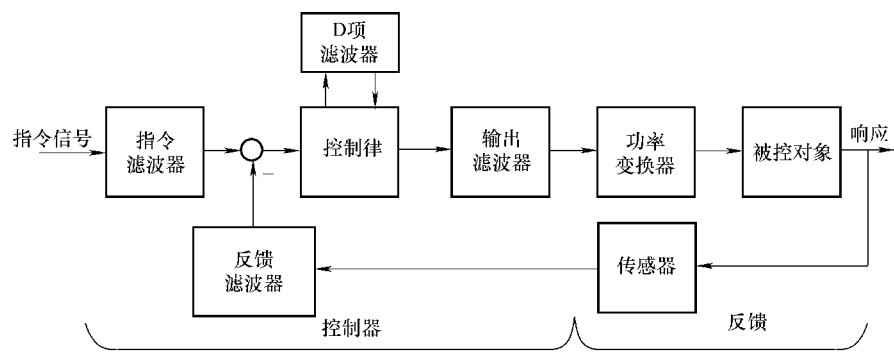 D项
滤波器
指令信号
指令
滤波器
控制律
输出
滤波器
功率
变换器
被控对象
响应
−
反馈
滤波器
传感器
控制器
反馈